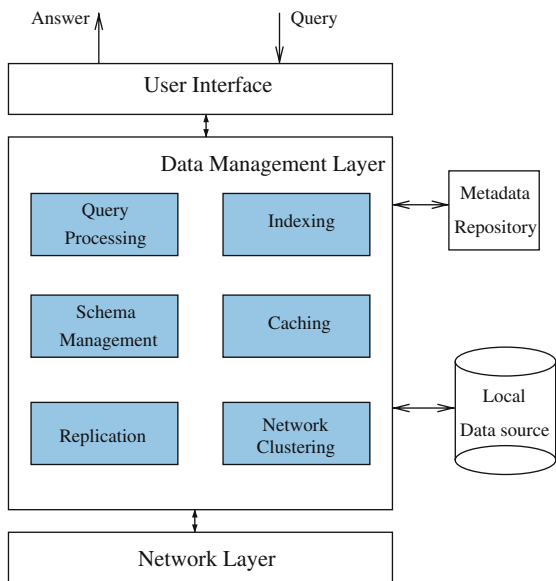 Answer
Query
User Interface
Data Management Layer
Query
Processing
Indexing
Metadata
Repository
Schema
Management
Caching
Local
Data source
Replication
Network
Clustering
Network Layer